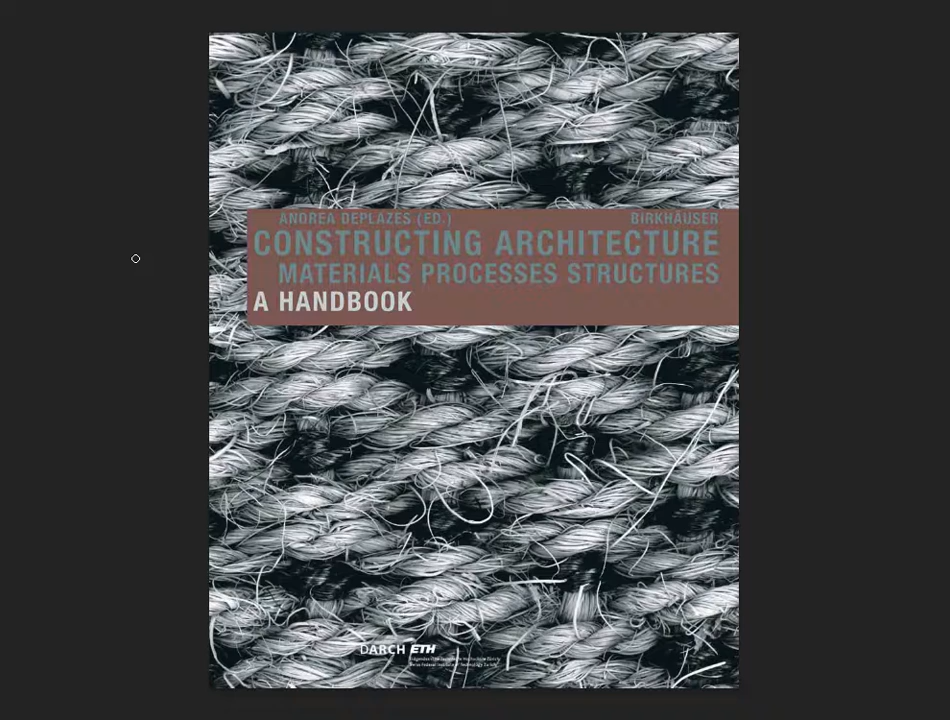 ANDREA DEPLAZES (ED.) BIRKHÄUSER
CONSTRUCTING ARCHITECTURE
MATERIALS PROCESSES STRUCTURES
A HANDBOOK
DARCH ETH